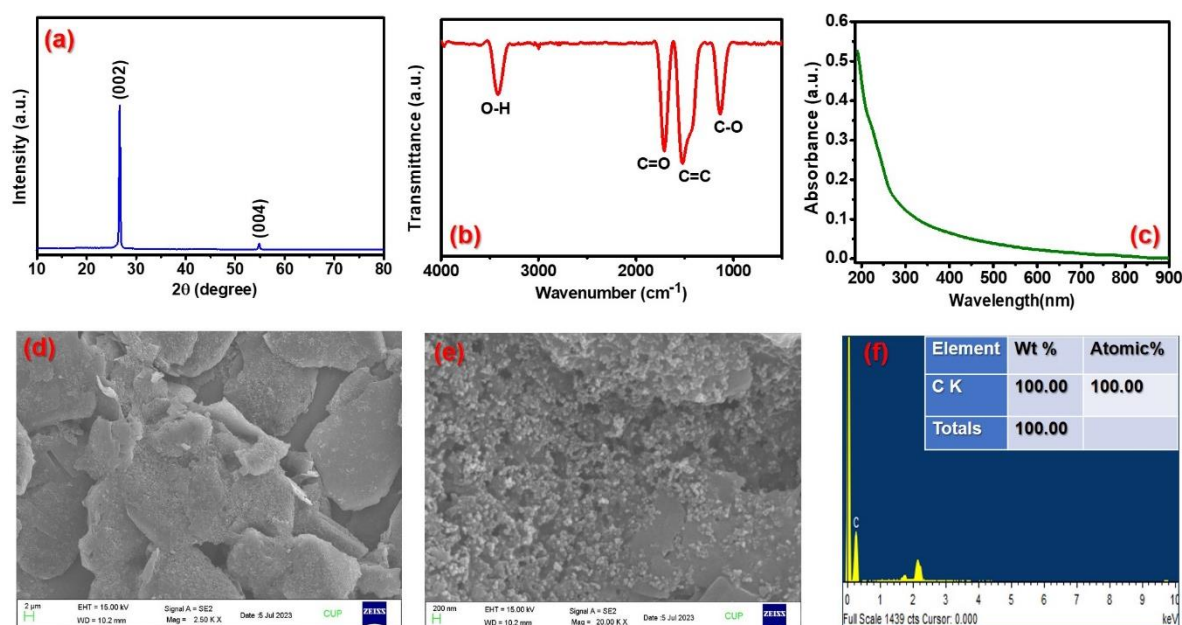 (a)
(002)
(004)
Intensity (a.u.)
10 20 30 40 50 60 70 80
2θ (degree)
(b)
O-H
C=O
C=C
C-O
Transmittance (a.u.)
4000 3000 2000 1000
Wavenumber (cm⁻¹)
(c)
Absorbance (a.u.)
0.6
0.5
0.4
0.3
0.2
0.1
0.0
200 300 400 500 600 700 800 900
Wavelength(nm)
(d)
2 µm
EHT = 15.00 kV
Signal A = SE2
Date :5 Jul 2023
WD = 10.2 mm
Mag = 2.50 K X
CUP
ZEISS
(e)
200 nm
EHT = 15.00 kV
Signal A = SE2
Date :5 Jul 2023
WD = 10.2 mm
Mag = 20.00 K X
CUP
ZEISS
(f)
Element Wt % Atomic%
C K 100.00 100.00
Totals 100.00
C
0 1 2 3 4 5 6 7 8 9 10
Full Scale 1439 cts Cursor: 0.000
keV